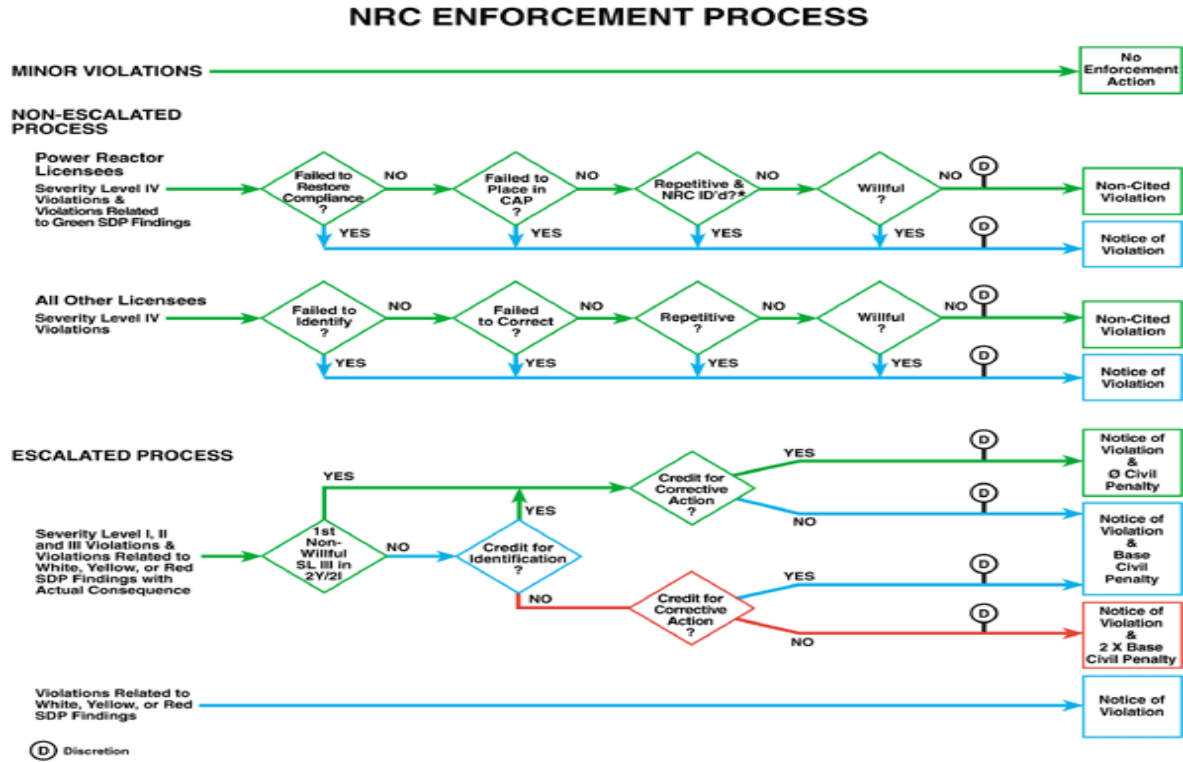 NRC ENFORCEMENT PROCESS
MINOR VIOLATIONS
No
Enforcement
Action
NON-ESCALATED
PROCESS
Power Reactor
Licensees
Severity Level IV
Violations &
Violations Related
to Green SDP Findings
Failed to
Restore
Compliance
?
NO
YES
Failed to
Place in
CAP
?
NO
YES
Repetitive &
NRC ID'd?*
NO
YES
Willful
?
NO
YES
D
Non-Cited
Violation
D
Notice of
Violation
All Other Licensees
Severity Level IV
Violations
Failed to
Identify
?
NO
YES
Failed
to Correct
?
NO
YES
Repetitive
?
NO
YES
Willful
?
NO
YES
D
Non-Cited
Violation
D
Notice of
Violation
ESCALATED PROCESS
Severity Level I, II
and III Violations &
Violations Related to
White, Yellow, or Red
SDP Findings with
Actual Consequence
1st
Non-
Willful
SL III in
2Y/2I
YES
NO
Credit for
Identification
?
YES
NO
Credit for
Corrective
Action
?
YES
D
Notice of
Violation
&
Ø Civil
Penalty
NO
D
Notice of
Violation
&
Base
Civil
Penalty
Credit for
Corrective
Action
?
YES
D
NO
D
Notice of
Violation
&
2 X Base
Civil Penalty
Violations Related to
White, Yellow, or Red
SDP Findings
Notice of
Violation
D Discretion